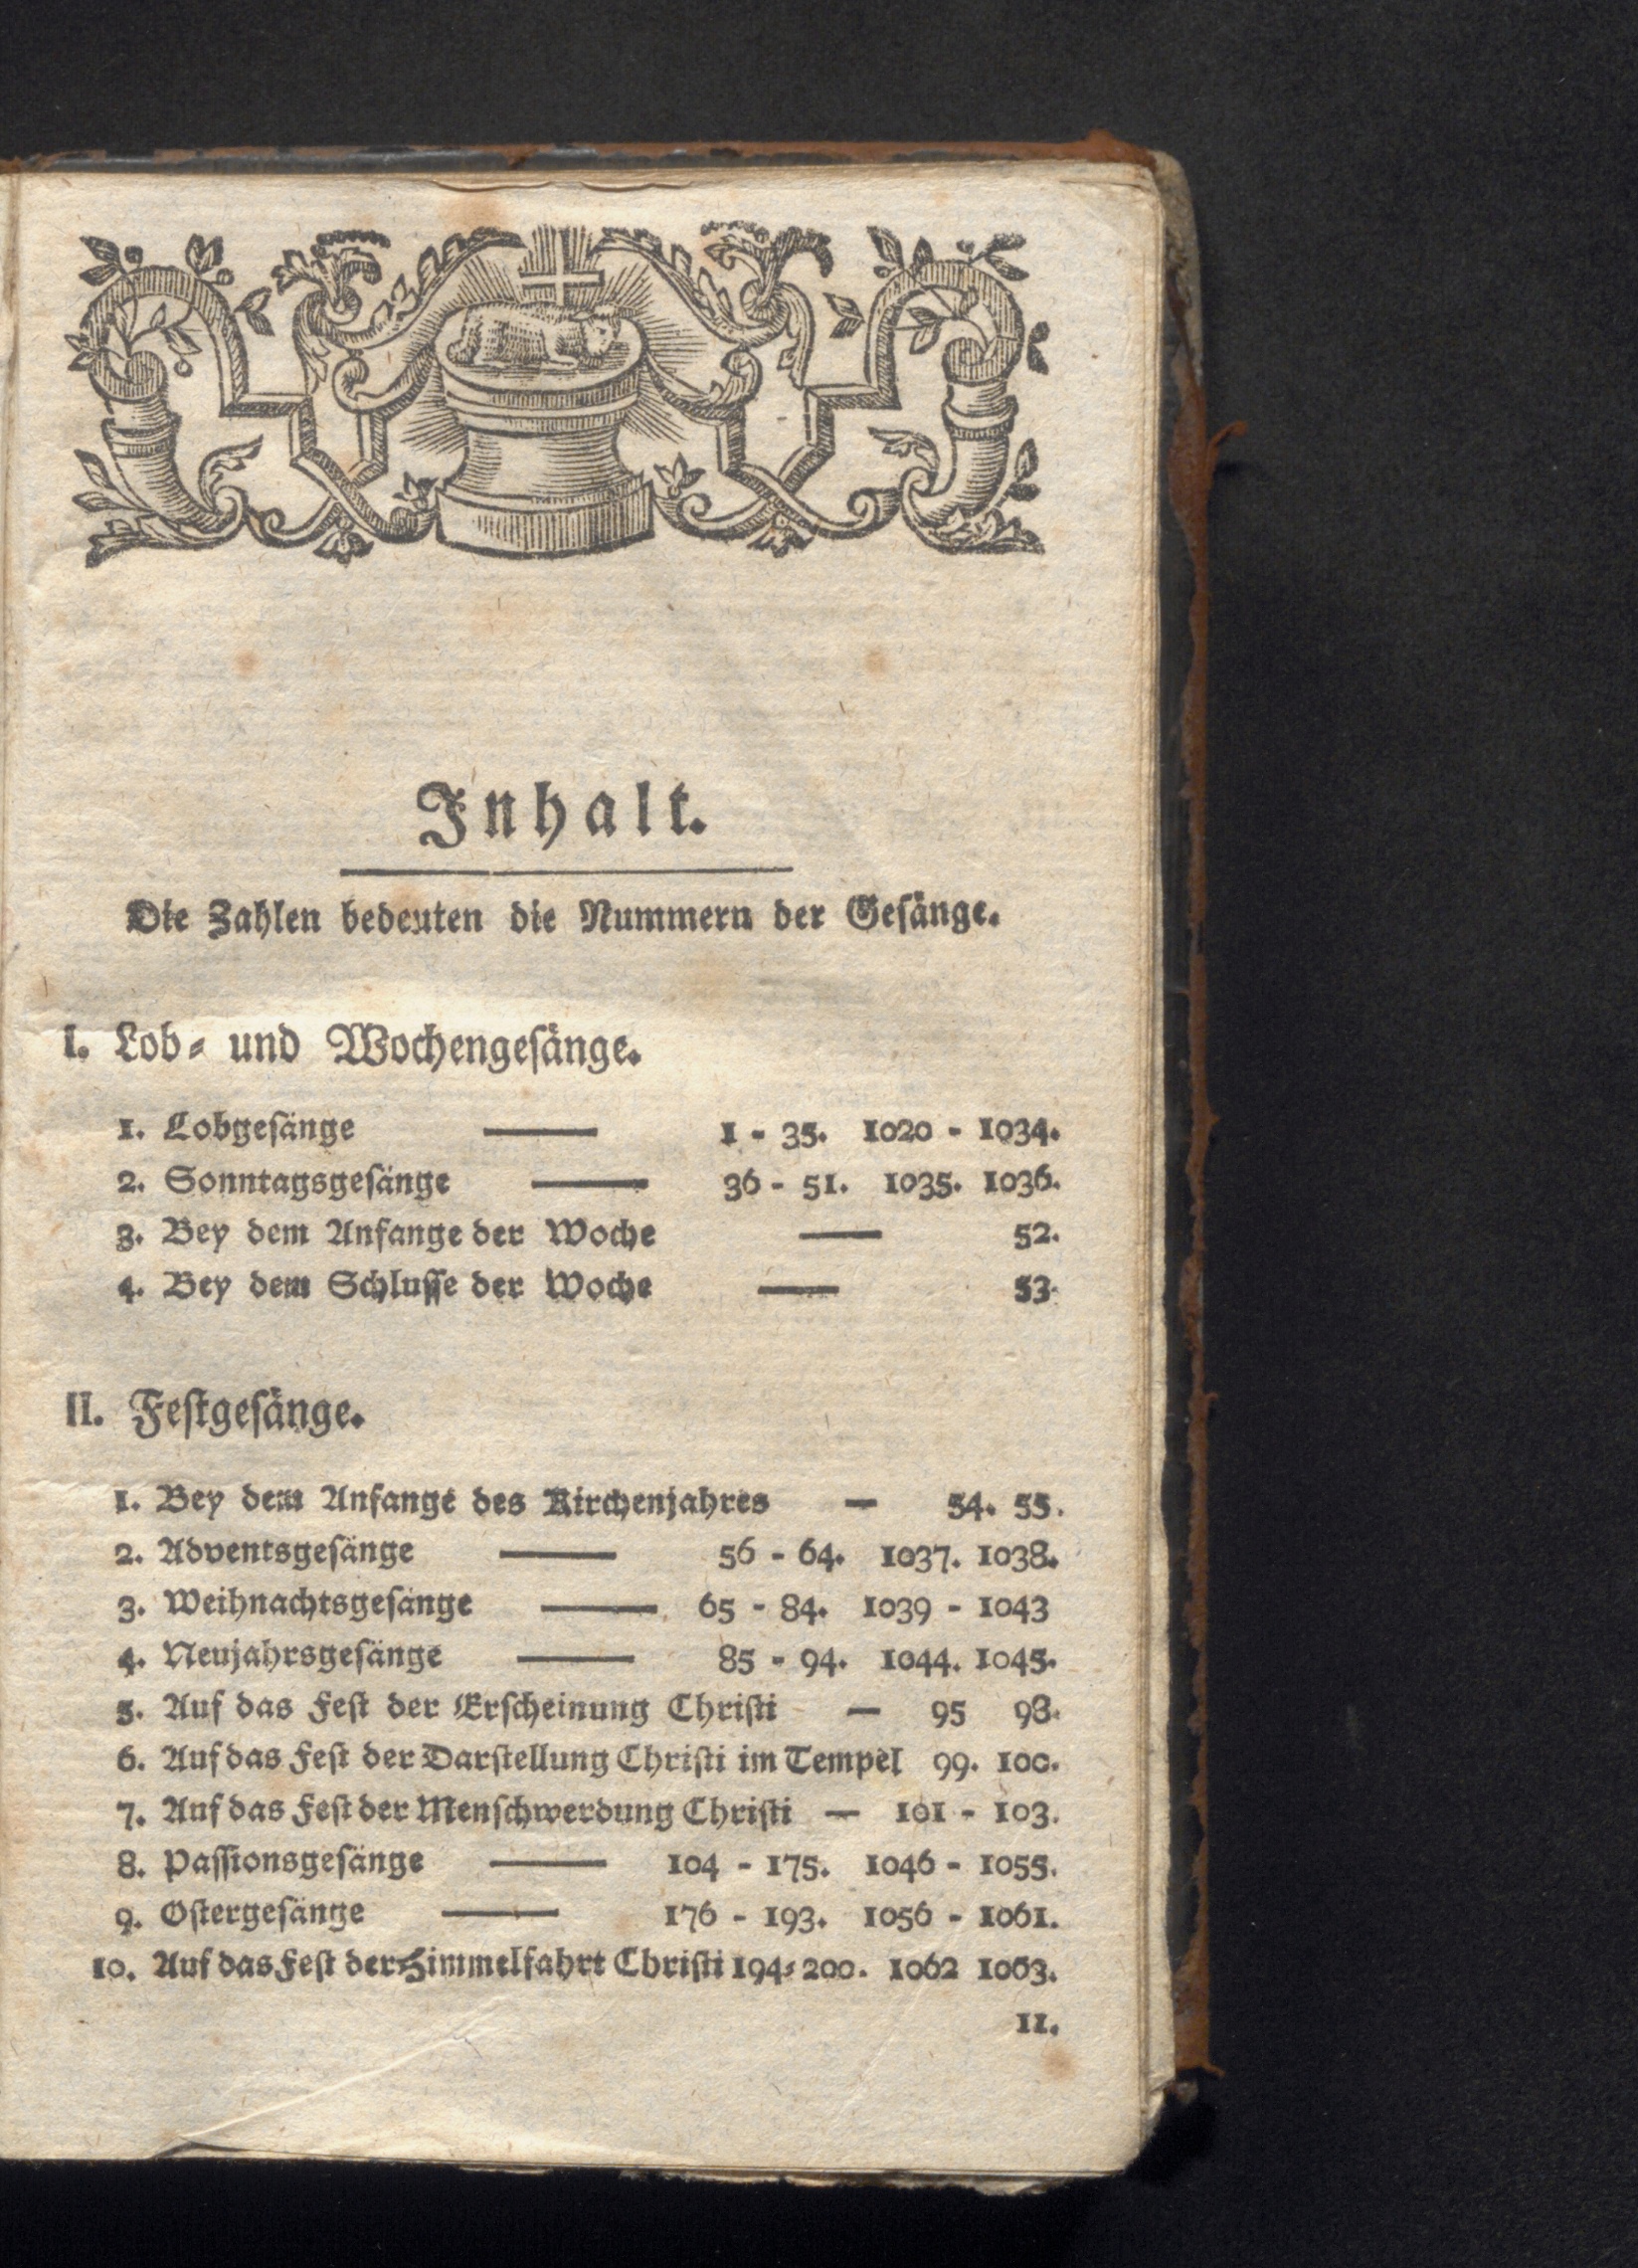 Inhalt.
Die Zahlen bedeuten die Nummern der Gesänge.
I. Lob- und Wochengesänge.
1. Lobgesänge — 1 - 35. 1020 - 1034.
2. Sonntagsgesänge — 36 - 51. 1035. 1036.
3. Bey dem Anfange der Woche — 52.
4. Bey dem Schlusse der Woche — 53.
II. Festgesänge.
1. Bey dem Anfange des Kirchenjahres — 54. 55.
2. Adventsgesänge — 56 - 64. 1037. 1038.
3. Weihnachtsgesänge — 65 - 84. 1039 - 1043
4. Neujahrsgesänge — 85 - 94. 1044. 1045.
5. Auf das Fest der Erscheinung Christi — 95 98.
6. Auf das Fest der Darstellung Christi im Tempel 99. 100.
7. Auf das Fest der Menschwerdung Christi — 101 - 103.
8. Passionsgesänge — 104 - 175. 1046 - 1055.
9. Ostergesänge — 176 - 193. 1056 - 1061.
10. Auf das Fest der Himmelfahrt Christi 194-200. 1062 1063.
11.